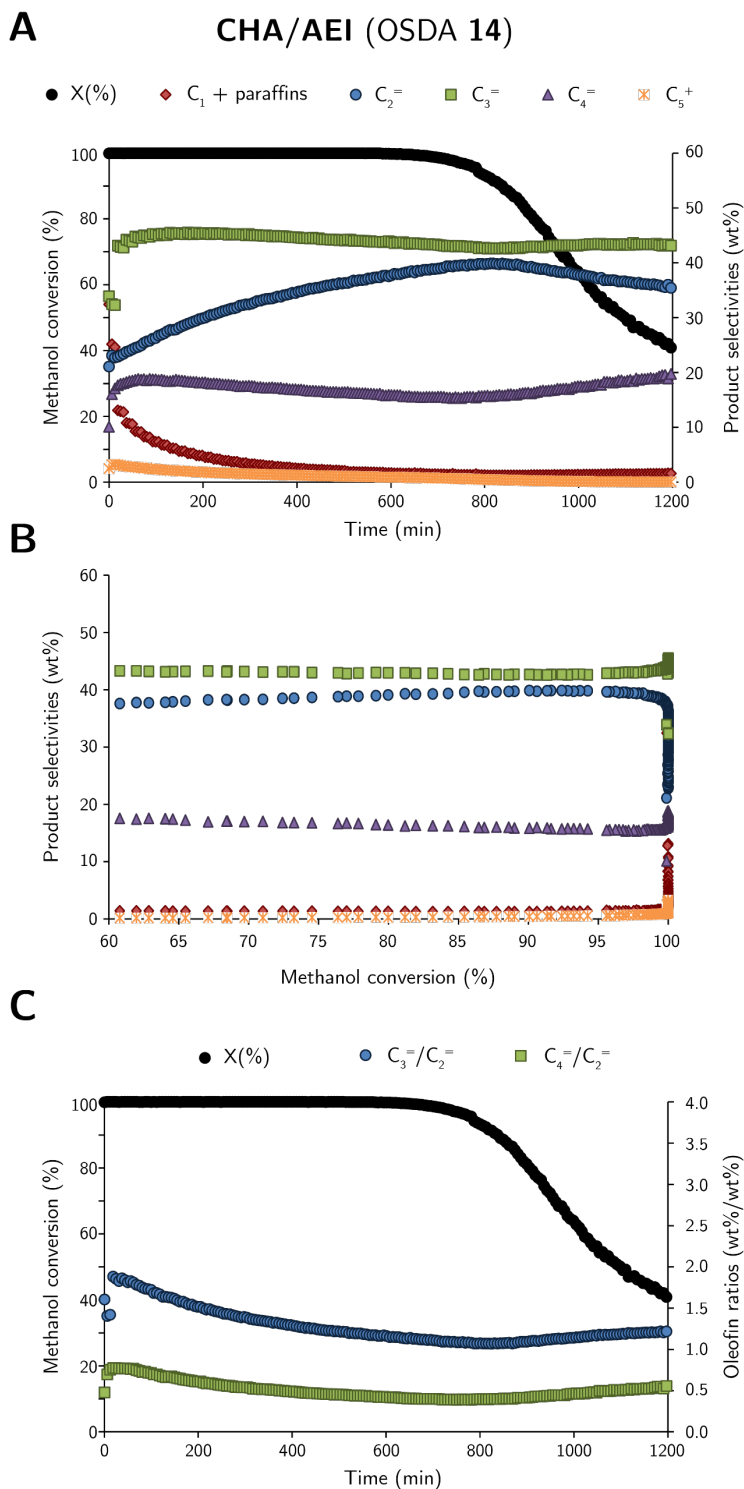 A
CHA/AEI (OSDA 14)
X(%) C₁ + paraffins C₂⁼ C₃⁼ C₄⁼ C₅⁺
Methanol conversion (%)
100
80
60
40
20
0
60
50
40
30
20
10
0
Product selectivities (wt%)
0 200 400 600 800 1000 1200
Time (min)
B
Product selectivities (wt%)
60
50
40
30
20
10
0
60 65 70 75 80 85 90 95 100
Methanol conversion (%)
C
X(%) C₃⁼/C₂⁼ C₄⁼/C₂⁼
Methanol conversion (%)
100
80
60
40
20
0
4.0
3.5
3.0
2.5
2.0
1.5
1.0
0.5
0.0
Oleofin ratios (wt%/wt%)
0 200 400 600 800 1000 1200
Time (min)